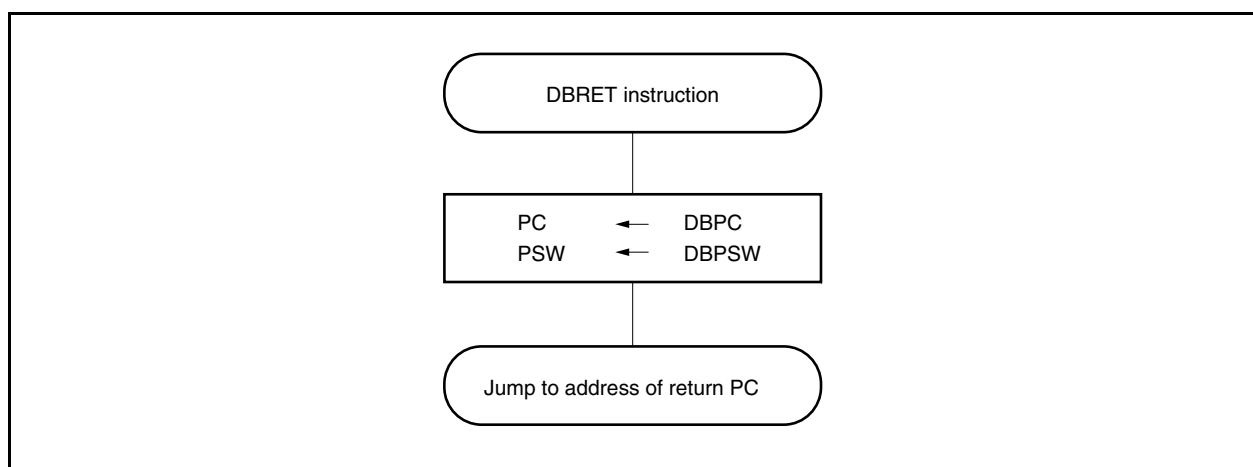 DBRET instruction
PC ← DBPC
PSW ← DBPSW
Jump to address of return PC